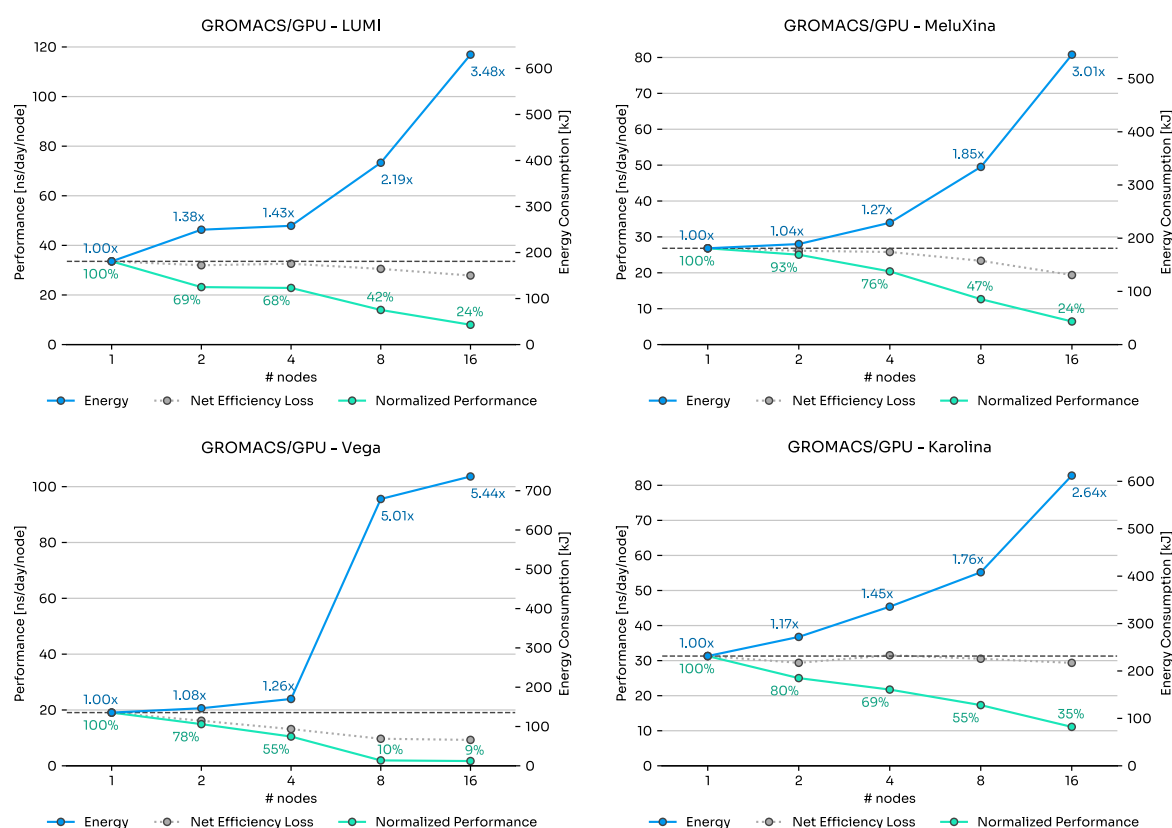 GROMACS/GPU - LUMI
Performance [ns/day/node]
Energy Consumption [kJ]
120
100
80
60
40
20
0
600
500
400
300
200
100
0
1.00x
1.38x
1.43x
2.19x
3.48x
100%
69%
68%
42%
24%
1 2 4 8 16
# nodes
Energy Net Efficiency Loss Normalized Performance
GROMACS/GPU - MeluXina
Performance [ns/day/node]
Energy Consumption [kJ]
80
70
60
50
40
30
20
10
0
500
400
300
200
100
0
1.00x
1.04x
1.27x
1.85x
3.01x
100%
93%
76%
47%
24%
1 2 4 8 16
# nodes
Energy Net Efficiency Loss Normalized Performance
GROMACS/GPU - Vega
Performance [ns/day/node]
Energy Consumption [kJ]
100
80
60
40
20
0
700
600
500
400
300
200
100
0
1.00x
1.08x
1.26x
5.01x
5.44x
100%
78%
55%
10%
9%
1 2 4 8 16
# nodes
Energy Net Efficiency Loss Normalized Performance
GROMACS/GPU - Karolina
Performance [ns/day/node]
Energy Consumption [kJ]
80
70
60
50
40
30
20
10
0
600
500
400
300
200
100
0
1.00x
1.17x
1.45x
1.76x
2.64x
100%
80%
69%
55%
35%
1 2 4 8 16
# nodes
Energy Net Efficiency Loss Normalized Performance